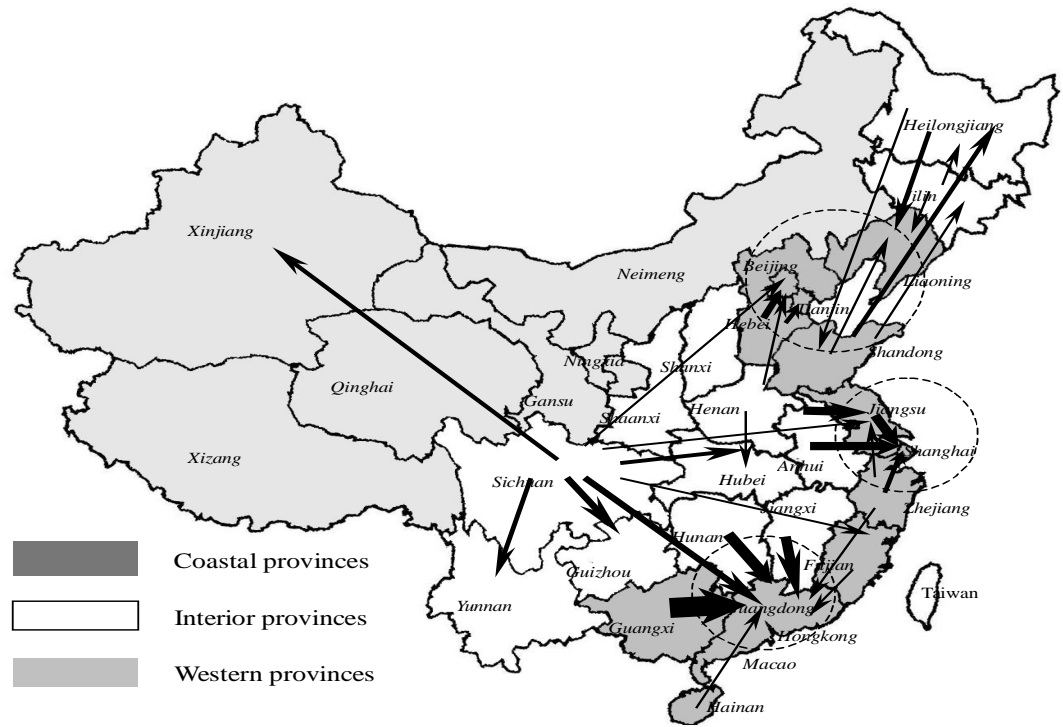 Heilongjiang
Jilin
Xinjiang
Beijing
Neimeng
Liaoning
Tianjin
Hebei
Shandong
Ningxia
Shanxi
Qinghai
Gansu
Henan
Jiangsu
Shaanxi
Xizang
Shanghai
Anhui
Sichuan
Hubei
Jiangxi
Zhejiang
Hunan
Fujian
Guizhou
Taiwan
Yunnan
Guangdong
Guangxi
Hongkong
Macao
Hainan
Coastal provinces
Interior provinces
Western provinces